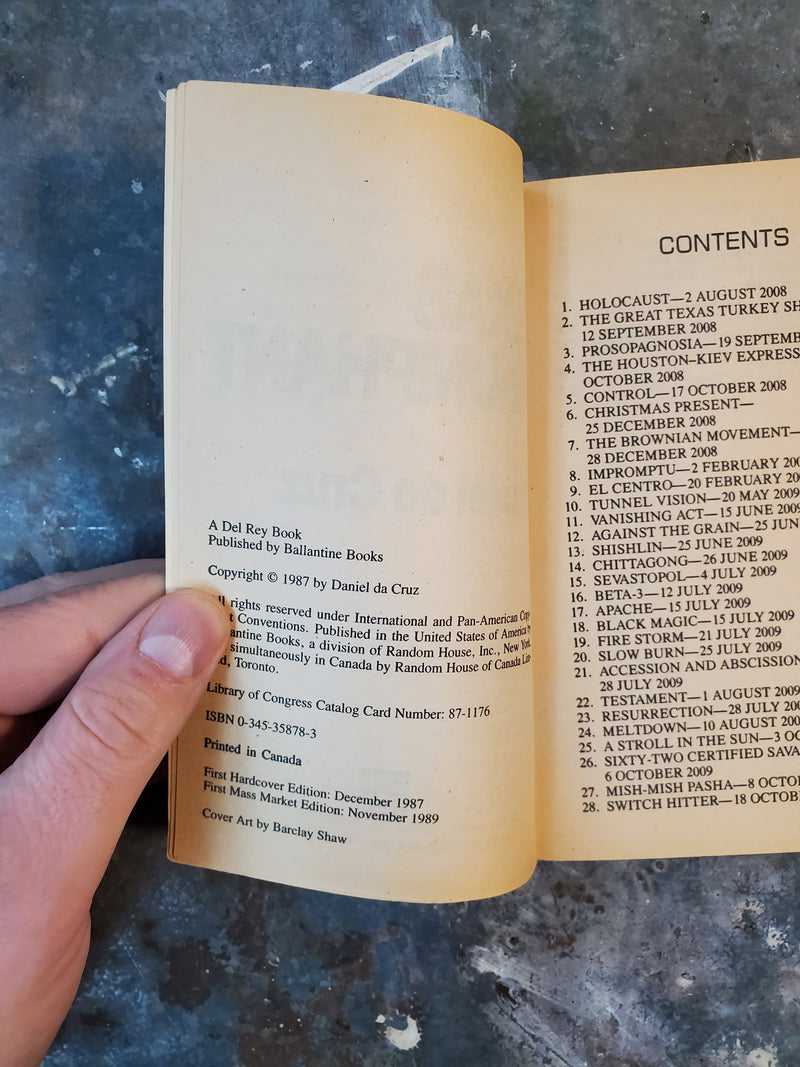 A Del Rey Book
Published by Ballantine Books
Copyright © 1987 by Daniel da Cruz
rights reserved under International and Pan-American
Conventions. Published in the United States of America
Books, a division of Random House, Inc., New York,
simultaneously in Canada by Random House of Canada
Toronto.
Library of Congress Catalog Card Number: 87-1176
ISBN 0-345-35878-3
Printed in Canada
First Hardcover Edition: December 1987
First Mass Market Edition: November 1989
Cover Art by Barclay Shaw
CONTENTS
1. HOLOCAUST—2 AUGUST 2008
2. THE GREAT TEXAS TURKEY SH
12 SEPTEMBER 2008
3. PROSOPAGNOSIA—19 SEPTEMB
4. THE HOUSTON–KIEV EXPRESS
OCTOBER 2008
5. CONTROL—17 OCTOBER 2008
6. CHRISTMAS PRESENT—
25 DECEMBER 2008
7. THE BROWNIAN MOVEMENT—
28 DECEMBER 2008
8. IMPROMPTU—2 FEBRUARY 200
9. EL CENTRO—20 FEBRUARY 200
10. TUNNEL VISION—20 MAY 2009
11. VANISHING ACT—15 JUNE 2009
12. AGAINST THE GRAIN—25 JUN
13. SHISHLIN—25 JUNE 2009
14. CHITTAGONG—26 JUNE 2009
15. SEVASTOPOL—4 JULY 2009
16. BETA-3—12 JULY 2009
17. APACHE—15 JULY 2009
18. BLACK MAGIC—15 JULY 2009
19. FIRE STORM—21 JULY 2009
20. SLOW BURN—25 JULY 2009
21. ACCESSION AND ABSCISSION
28 JULY 2009
22. TESTAMENT—1 AUGUST 2009
23. RESURRECTION—28 JULY 200
24. MELTDOWN—10 AUGUST 200
25. A STROLL IN THE SUN—3 OC
26. SIXTY-TWO CERTIFIED SAVA
6 OCTOBER 2009
27. MISH-MISH PASHA—8 OCTO
28. SWITCH HITTER—18 OCTOB